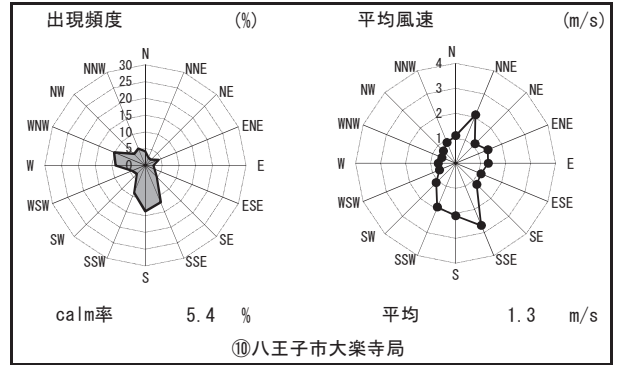 出現頻度 (%)
N
NNE
NE
ENE
E
ESE
SE
SSE
S
SSW
SW
WSW
W
WNW
NW
NNW
30
25
20
15
10
5
0
calm率 5.4 %
平均風速 (m/s)
N
NNE
NE
ENE
E
ESE
SE
SSE
S
SSW
SW
WSW
W
WNW
NW
NNW
4
3
2
1
平均 1.3 m/s
⑩八王子市大楽寺局